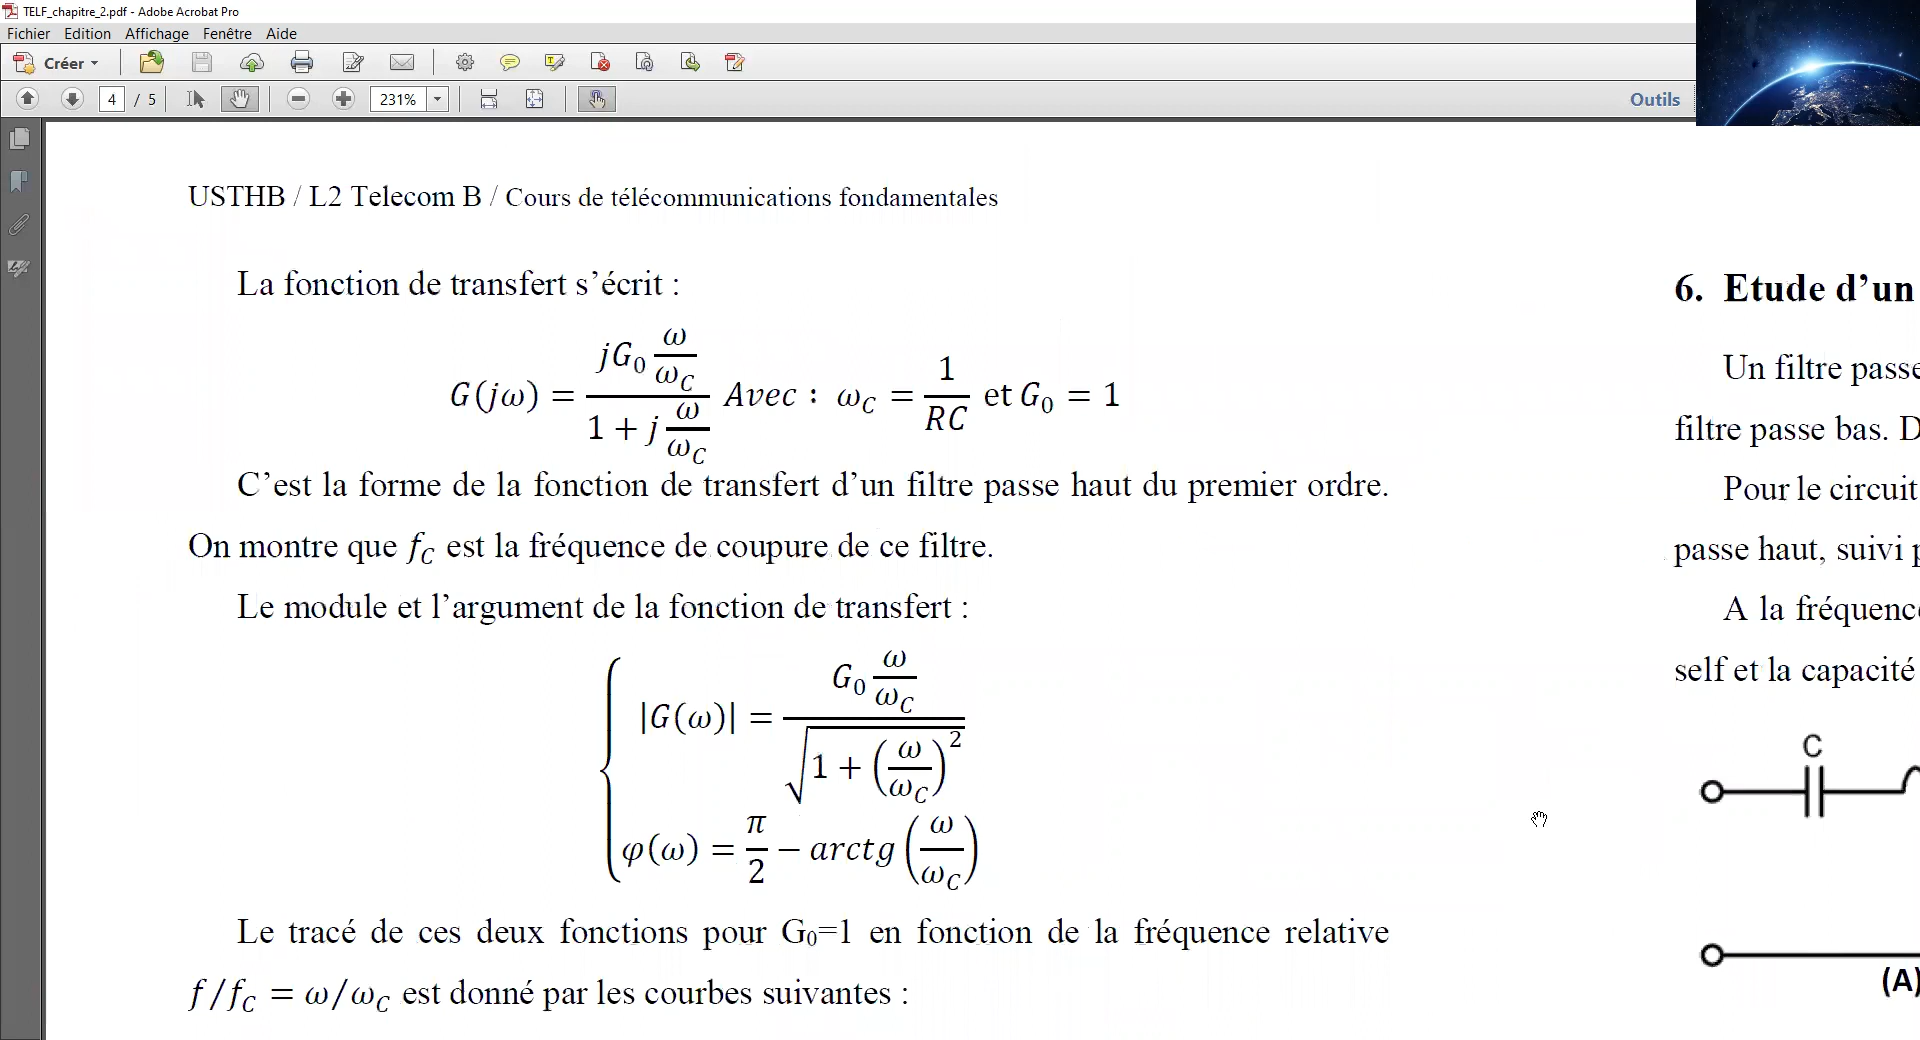 TELF_chapitre_2.pdf - Adobe Acrobat Pro
Fichier Edition Affichage Fenêtre Aide
Créer
4 / 5 231% Outils
USTHB / L2 Telecom B / Cours de télécommunications fondamentales
La fonction de transfert s’écrit :
G(jω) = (jG₀ ω/ω_C) / (1 + j ω/ω_C) Avec : ω_C = 1/RC et G₀ = 1
C’est la forme de la fonction de transfert d’un filtre passe haut du premier ordre.
On montre que f_C est la fréquence de coupure de ce filtre.
Le module et l’argument de la fonction de transfert :
|G(ω)| = (G₀ ω/ω_C) / √(1 + (ω/ω_C)²)
φ(ω) = π/2 − arctg (ω/ω_C)
Le tracé de ces deux fonctions pour G₀=1 en fonction de la fréquence relative
f/f_C = ω/ω_C est donné par les courbes suivantes :
6. Etude d’un
Un filtre passe
filtre passe bas. D
Pour le circuit
passe haut, suivi p
A la fréquence
self et la capacité
C
(A)